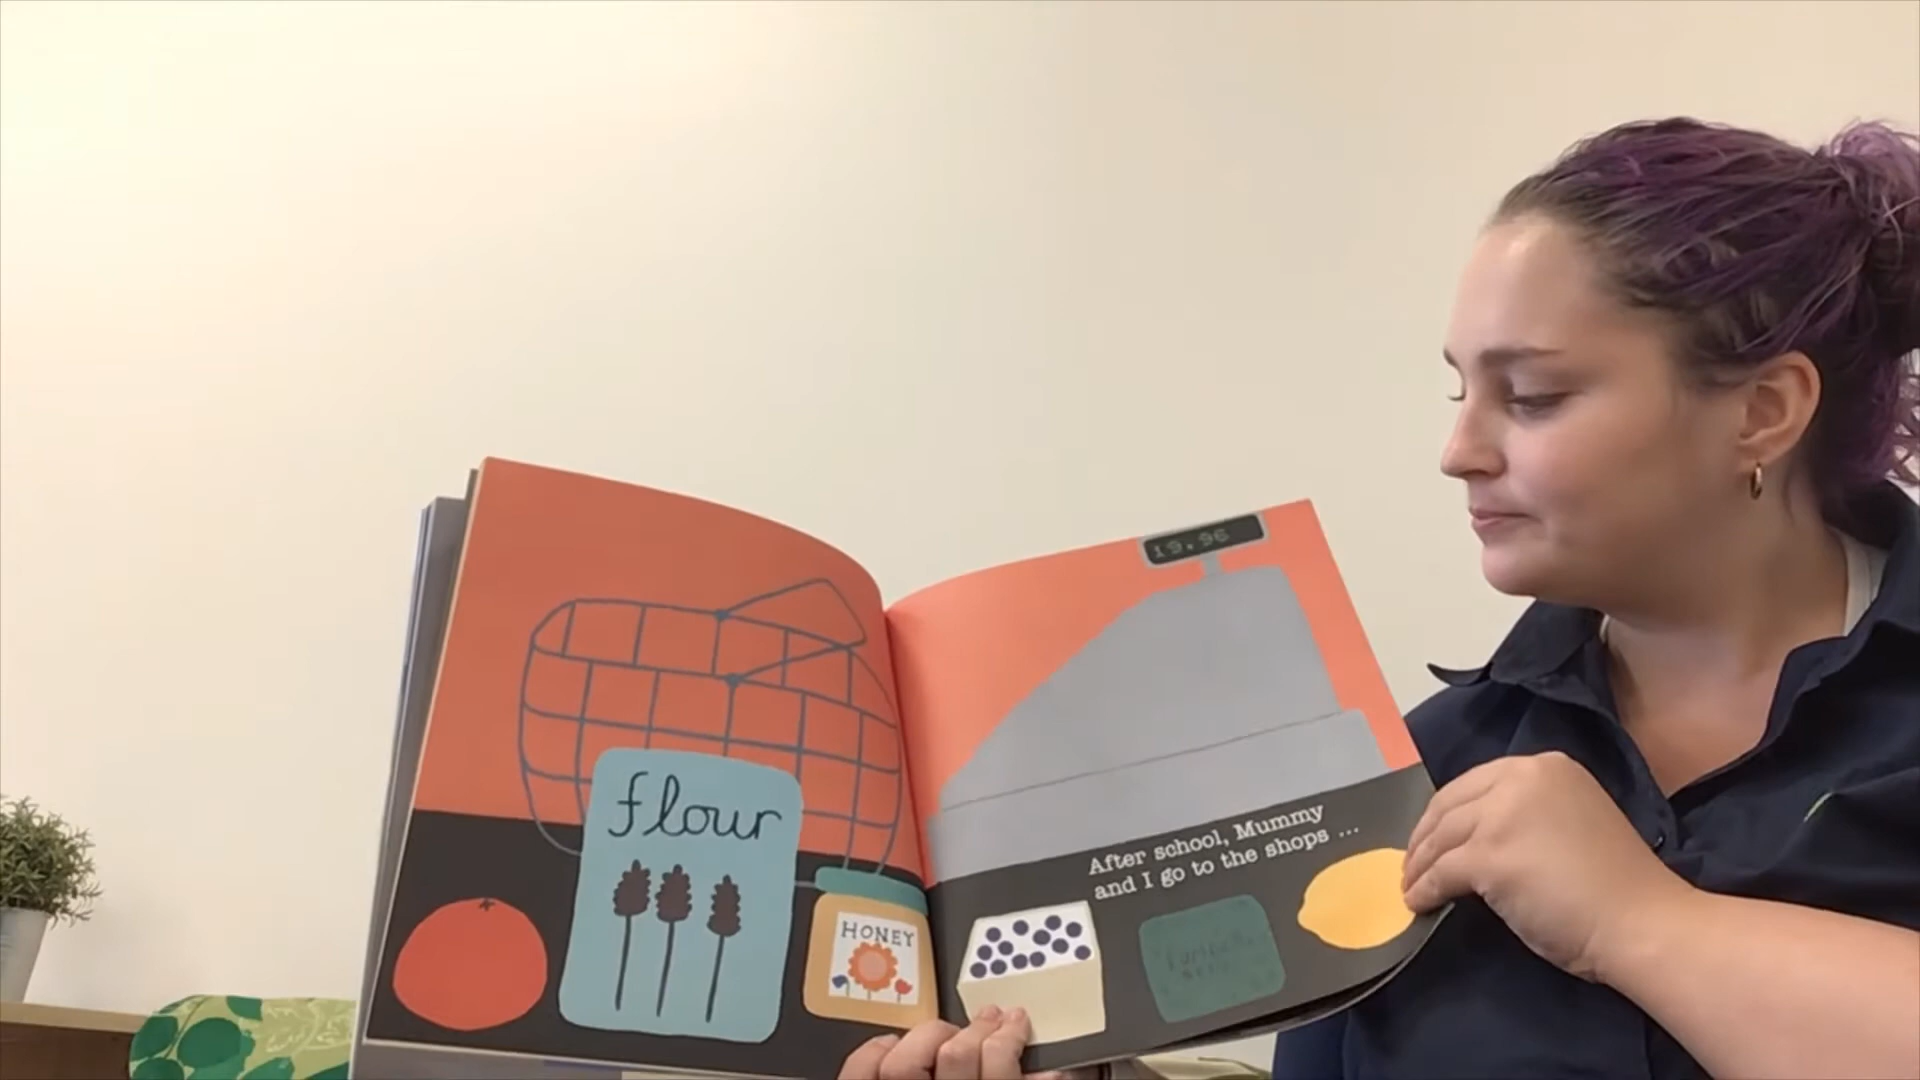 flour
HONEY
19.96
After school, Mummy
and I go to the shops ...